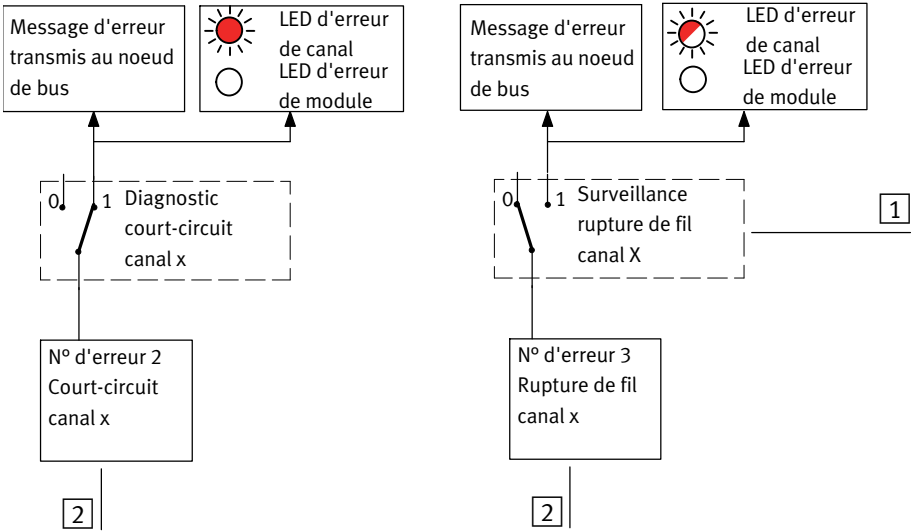 Message d'erreur
transmis au noeud
de bus
LED d'erreur
de canal
LED d'erreur
de module
0
1
Diagnostic
court-circuit
canal x
Nº d'erreur 2
Court-circuit
canal x
2
Message d'erreur
transmis au noeud
de bus
LED d'erreur
de canal
LED d'erreur
de module
0
1
Surveillance
rupture de fil
canal X
1
Nº d'erreur 3
Rupture de fil
canal x
2